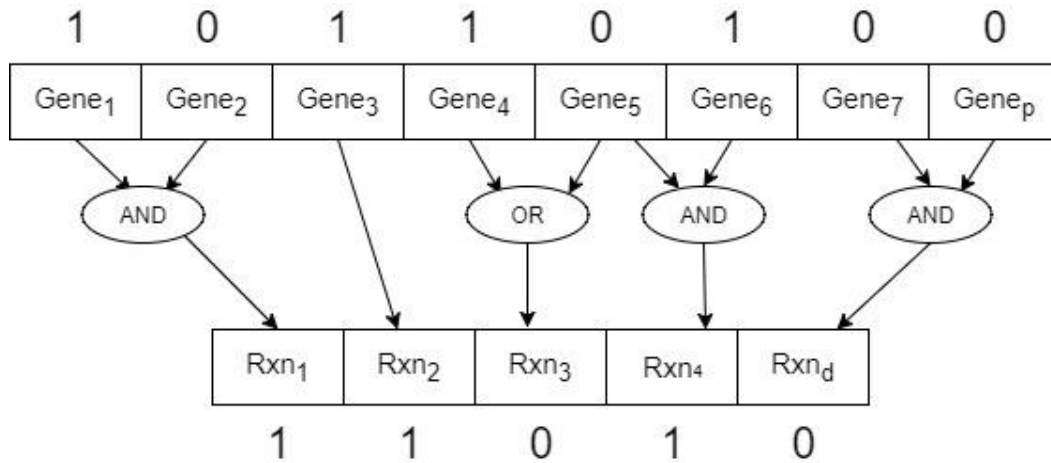 1 0 1 1 0 1 0 0
Gene₁ Gene₂ Gene₃ Gene₄ Gene₅ Gene₆ Gene₇ Geneₚ
AND OR AND AND
Rxn₁ Rxn₂ Rxn₃ Rxn₄ Rxn_d
1 1 0 1 0